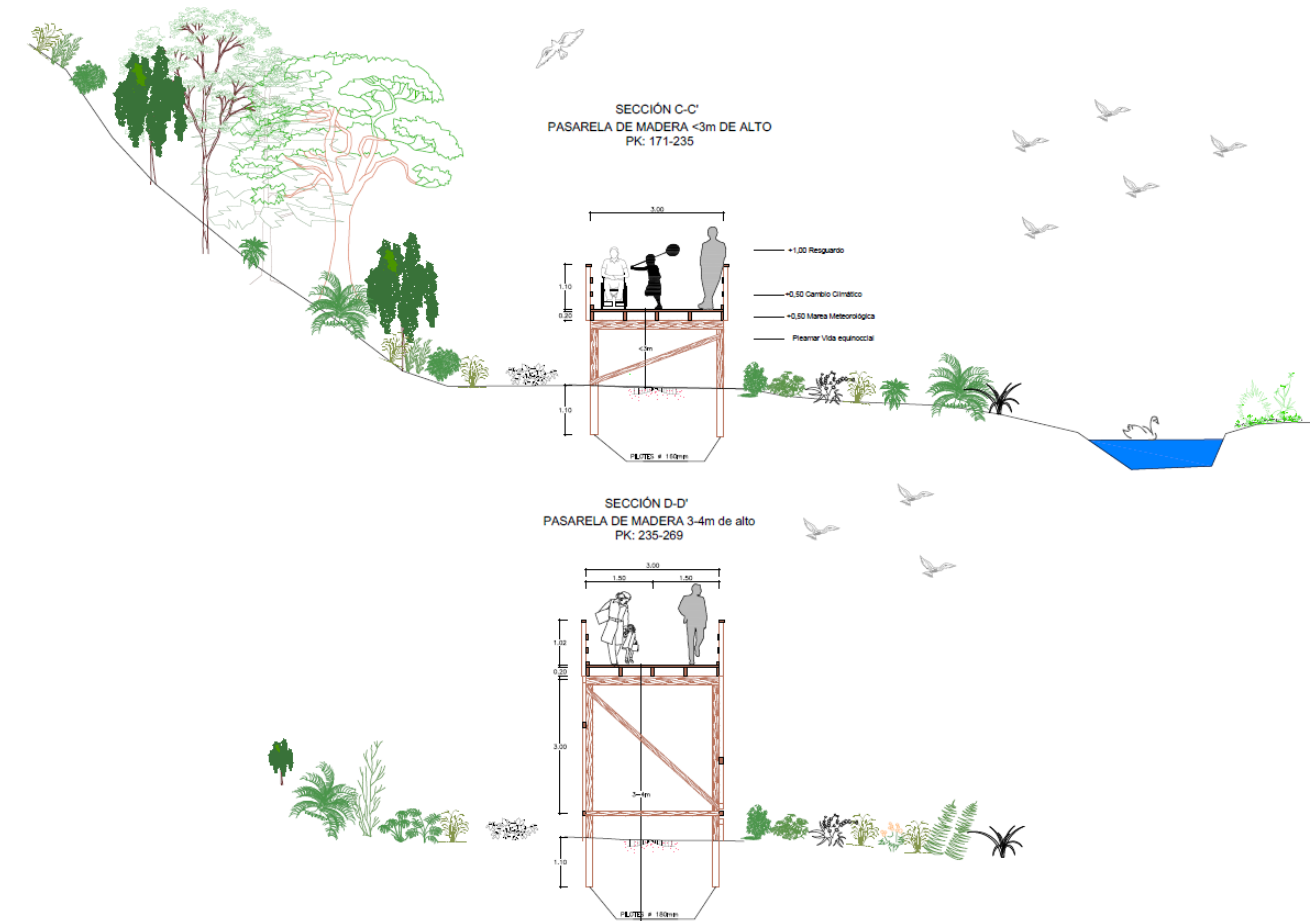 SECCIÓN C-C'
PASARELA DE MADERA <3m DE ALTO
PK: 171-235
3.00
+1,00 Resguardo
1.10
+0,50 Cambio Climático
0.20
+0,50 Marea Meteorológica
Pleamar Viva equinoccial
<3m
1.10
PILOTES # 180mm
SECCIÓN D-D'
PASARELA DE MADERA 3-4m de alto
PK: 235-269
3.00
1.50
1.50
1.02
0.20
3.00
3-4m
1.10
PILOTES # 180mm